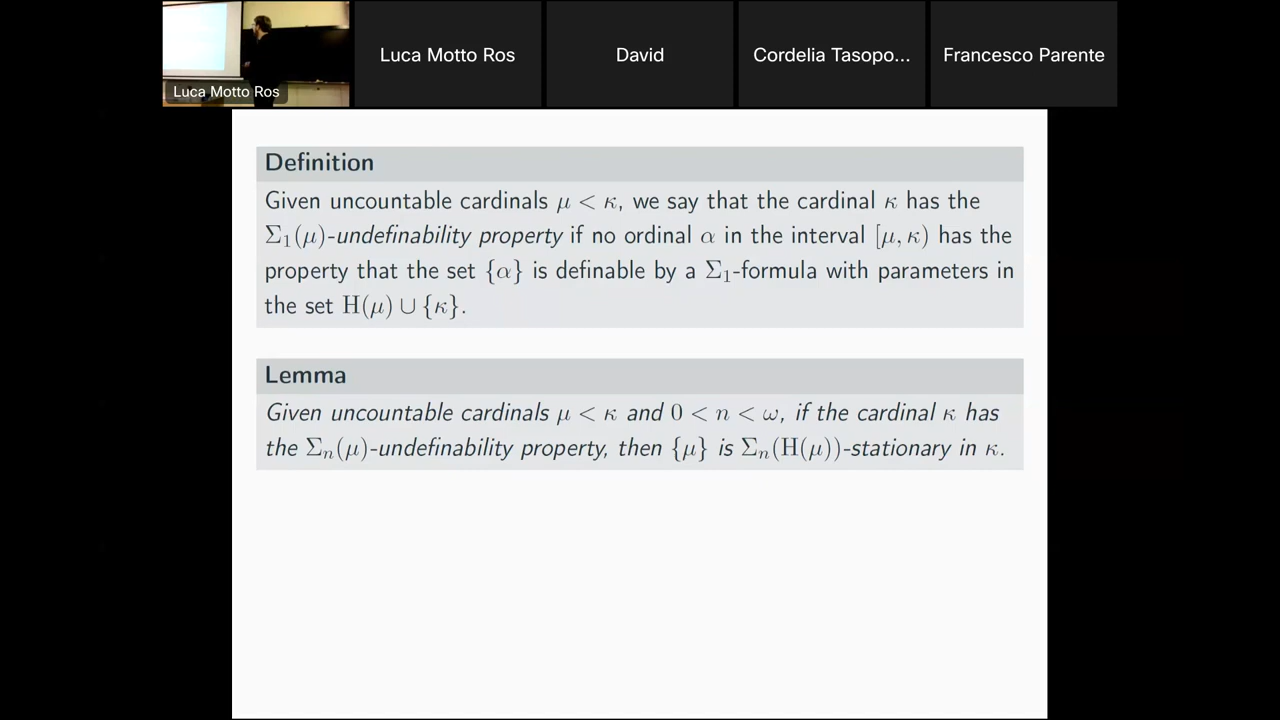 Luca Motto Ros
Luca Motto Ros
David
Cordelia Tasopo...
Francesco Parente
Definition
Given uncountable cardinals μ < κ, we say that the cardinal κ has the
Σ₁(μ)-undefinability property if no ordinal α in the interval [μ, κ) has the
property that the set {α} is definable by a Σ₁-formula with parameters in
the set H(μ) ∪ {κ}.
Lemma
Given uncountable cardinals μ < κ and 0 < n < ω, if the cardinal κ has
the Σₙ(μ)-undefinability property, then {μ} is Σₙ(H(μ))-stationary in κ.